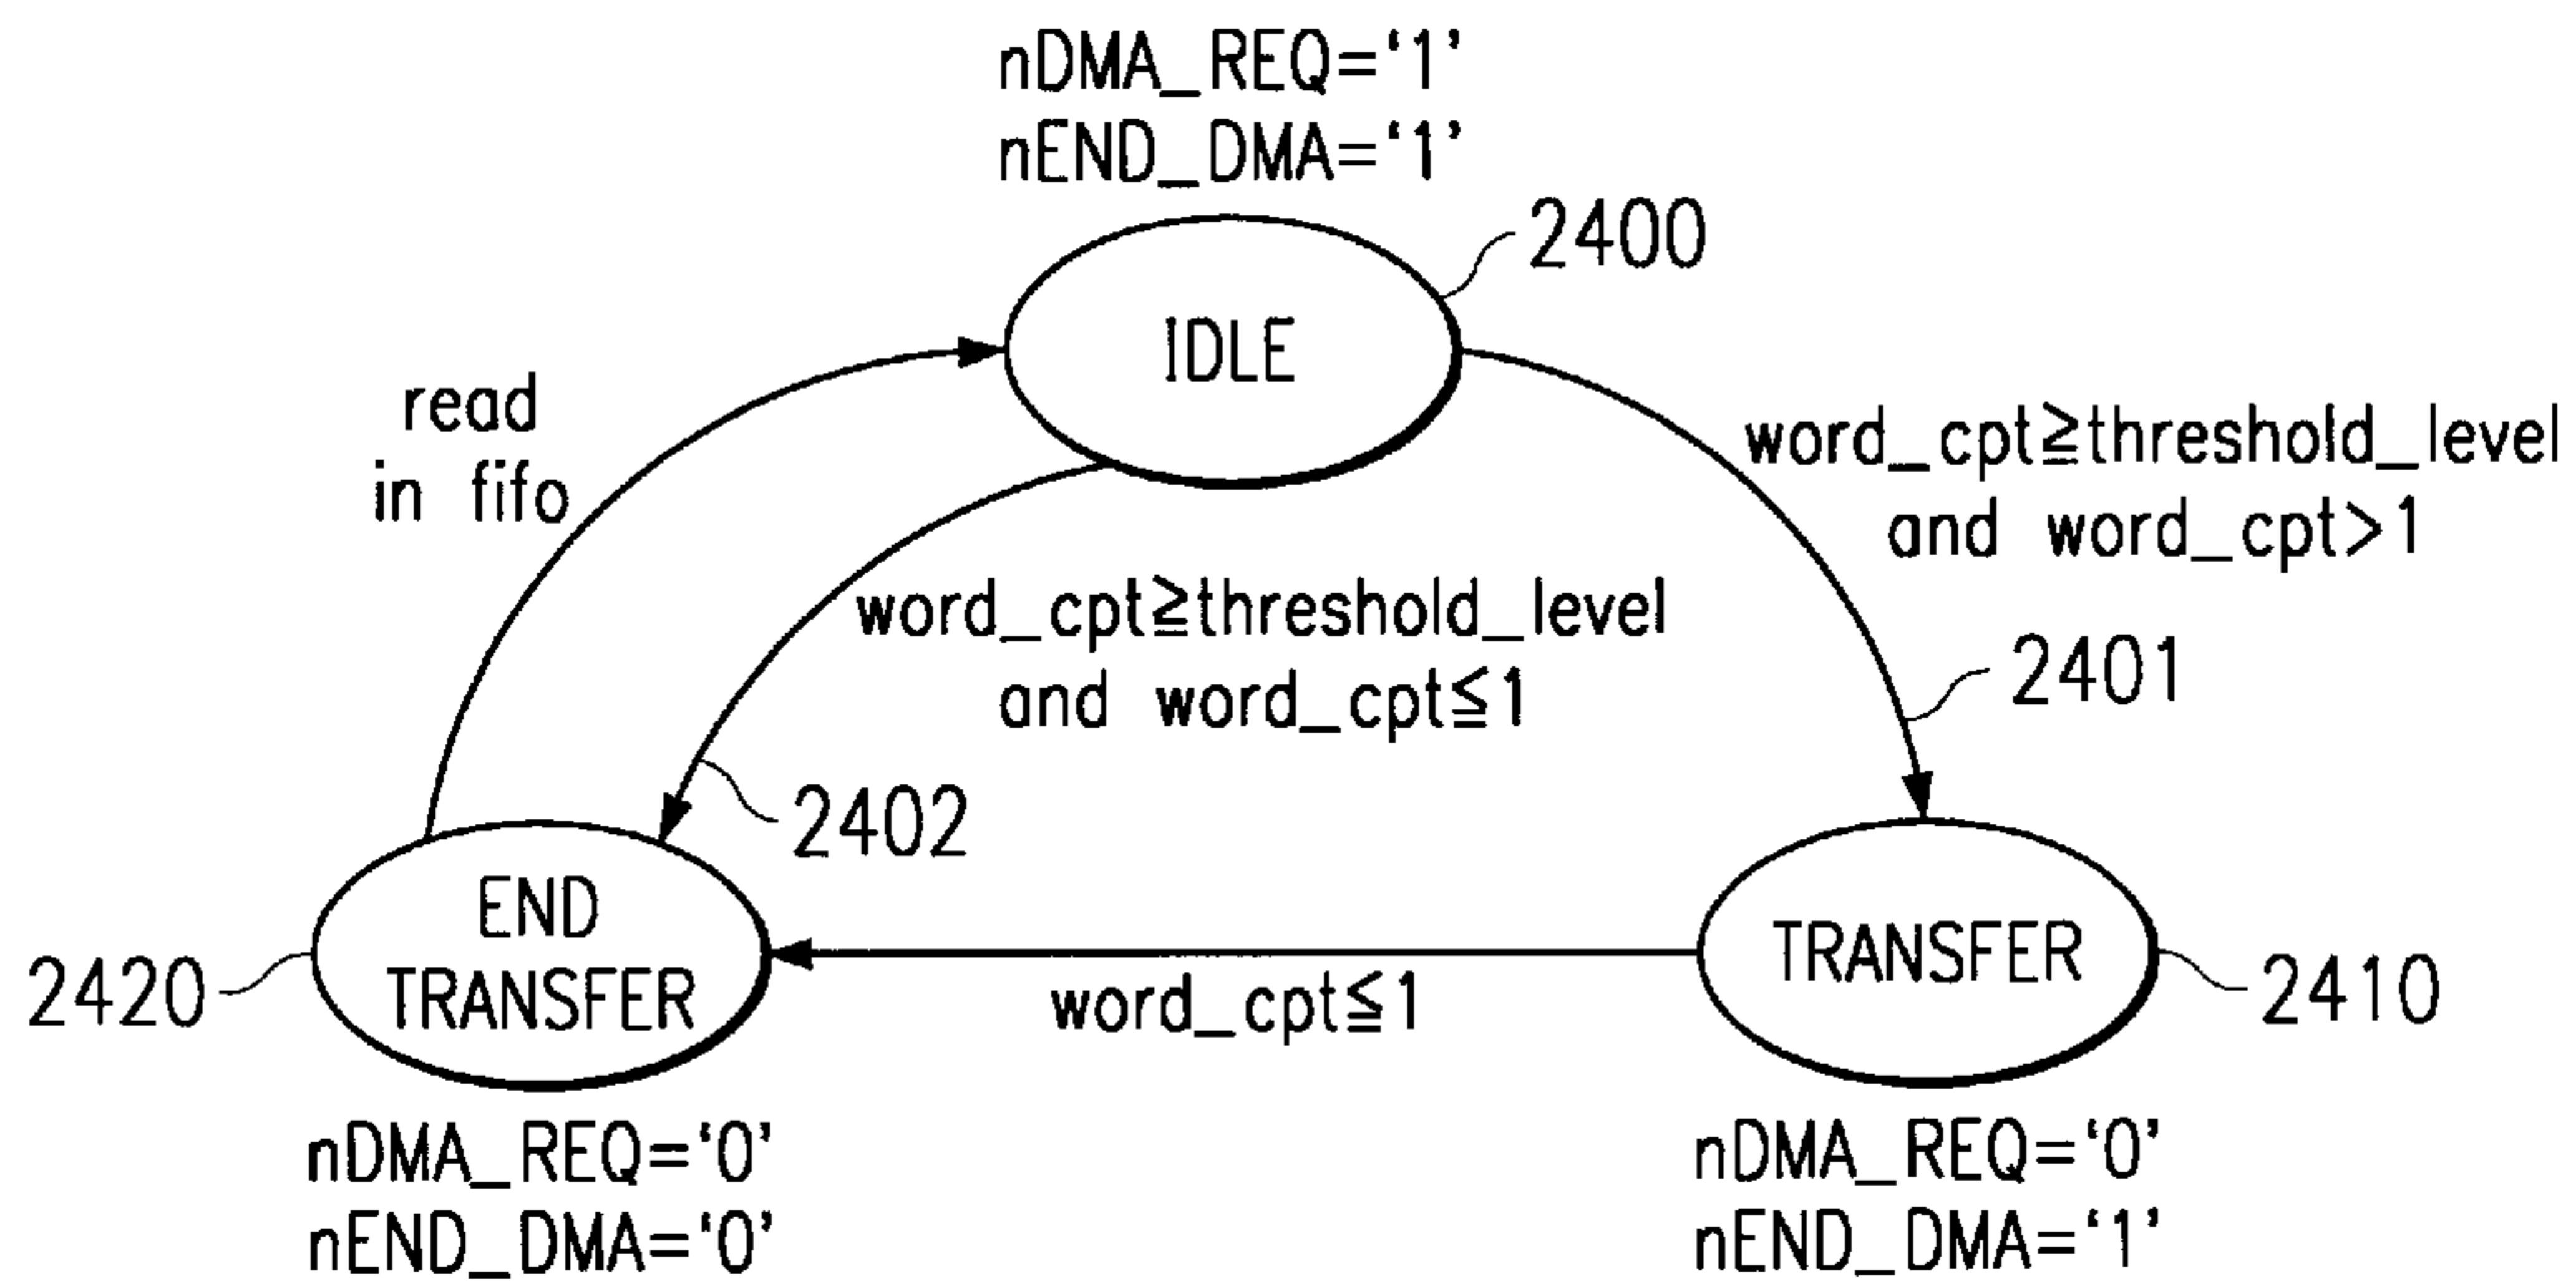 nDMA_REQ=‘1’
nEND_DMA=‘1’
2400
IDLE
read
in fifo
word_cpt≧threshold_level
and word_cpt>1
word_cpt≧threshold_level
and word_cpt≦1
2401
2402
END
TRANSFER
2420
TRANSFER
2410
word_cpt≦1
nDMA_REQ=‘0’
nEND_DMA=‘0’
nDMA_REQ=‘0’
nEND_DMA=‘1’